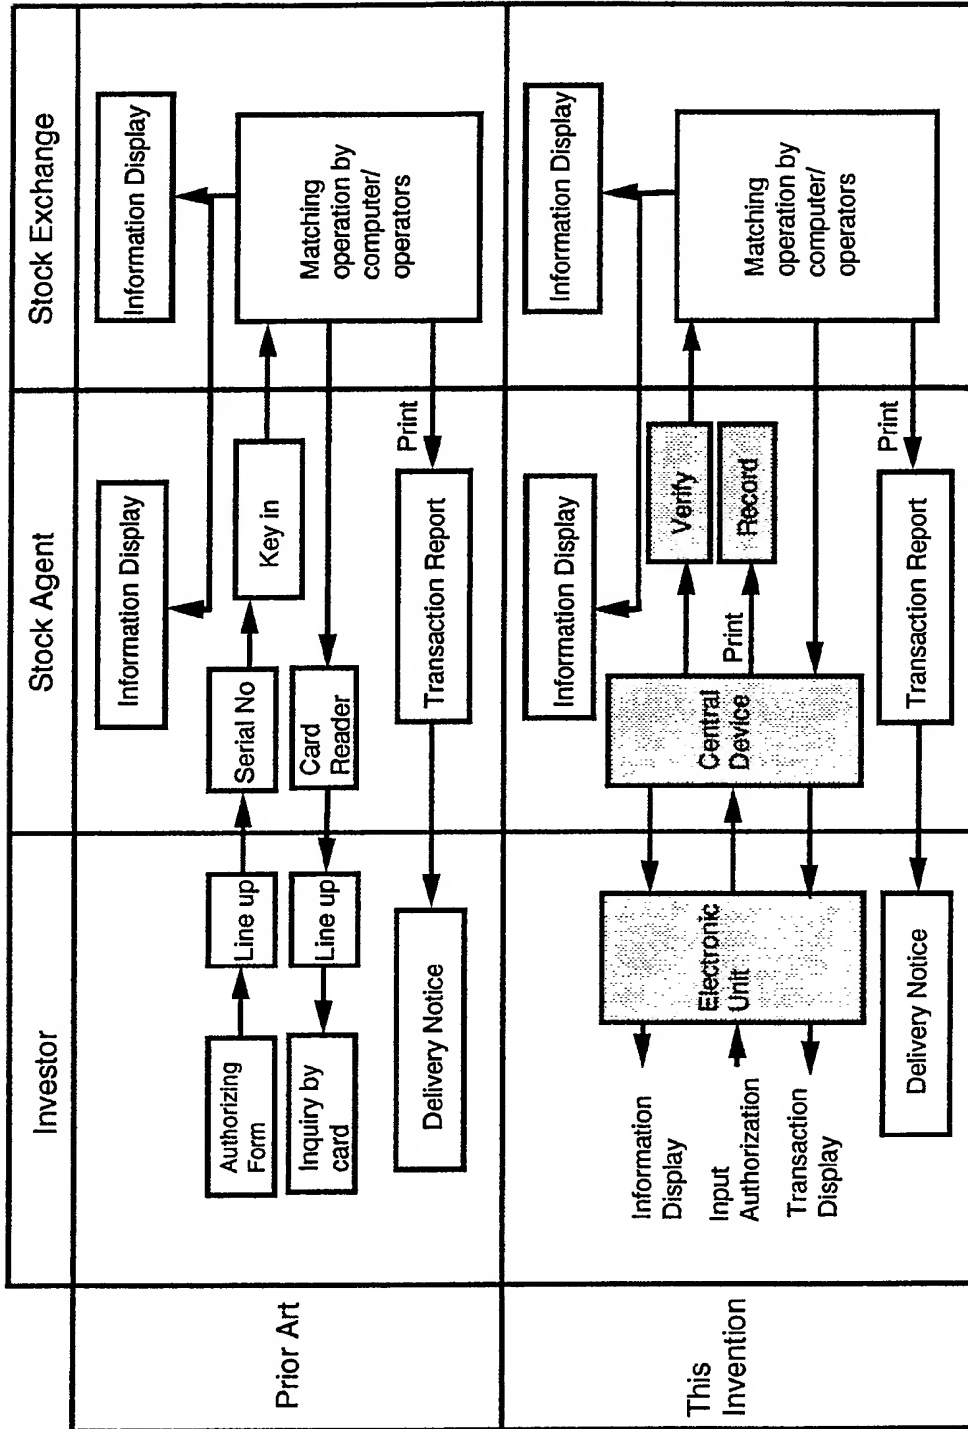 Investor
Stock Agent
Stock Exchange
Prior Art
Authorizing
Form
Line up
Serial No
Key in
Information Display
Information Display
Inquiry by
card
Line up
Card
Reader
Matching
operation by
computer/
operators
Delivery Notice
Transaction Report
Print
This
Invention
Information
Display
Input
Authorization
Transaction
Display
Electronic
Unit
Central
Device
Information Display
Information Display
Verify
Print
Record
Matching
operation by
computer/
operators
Delivery Notice
Transaction Report
Print